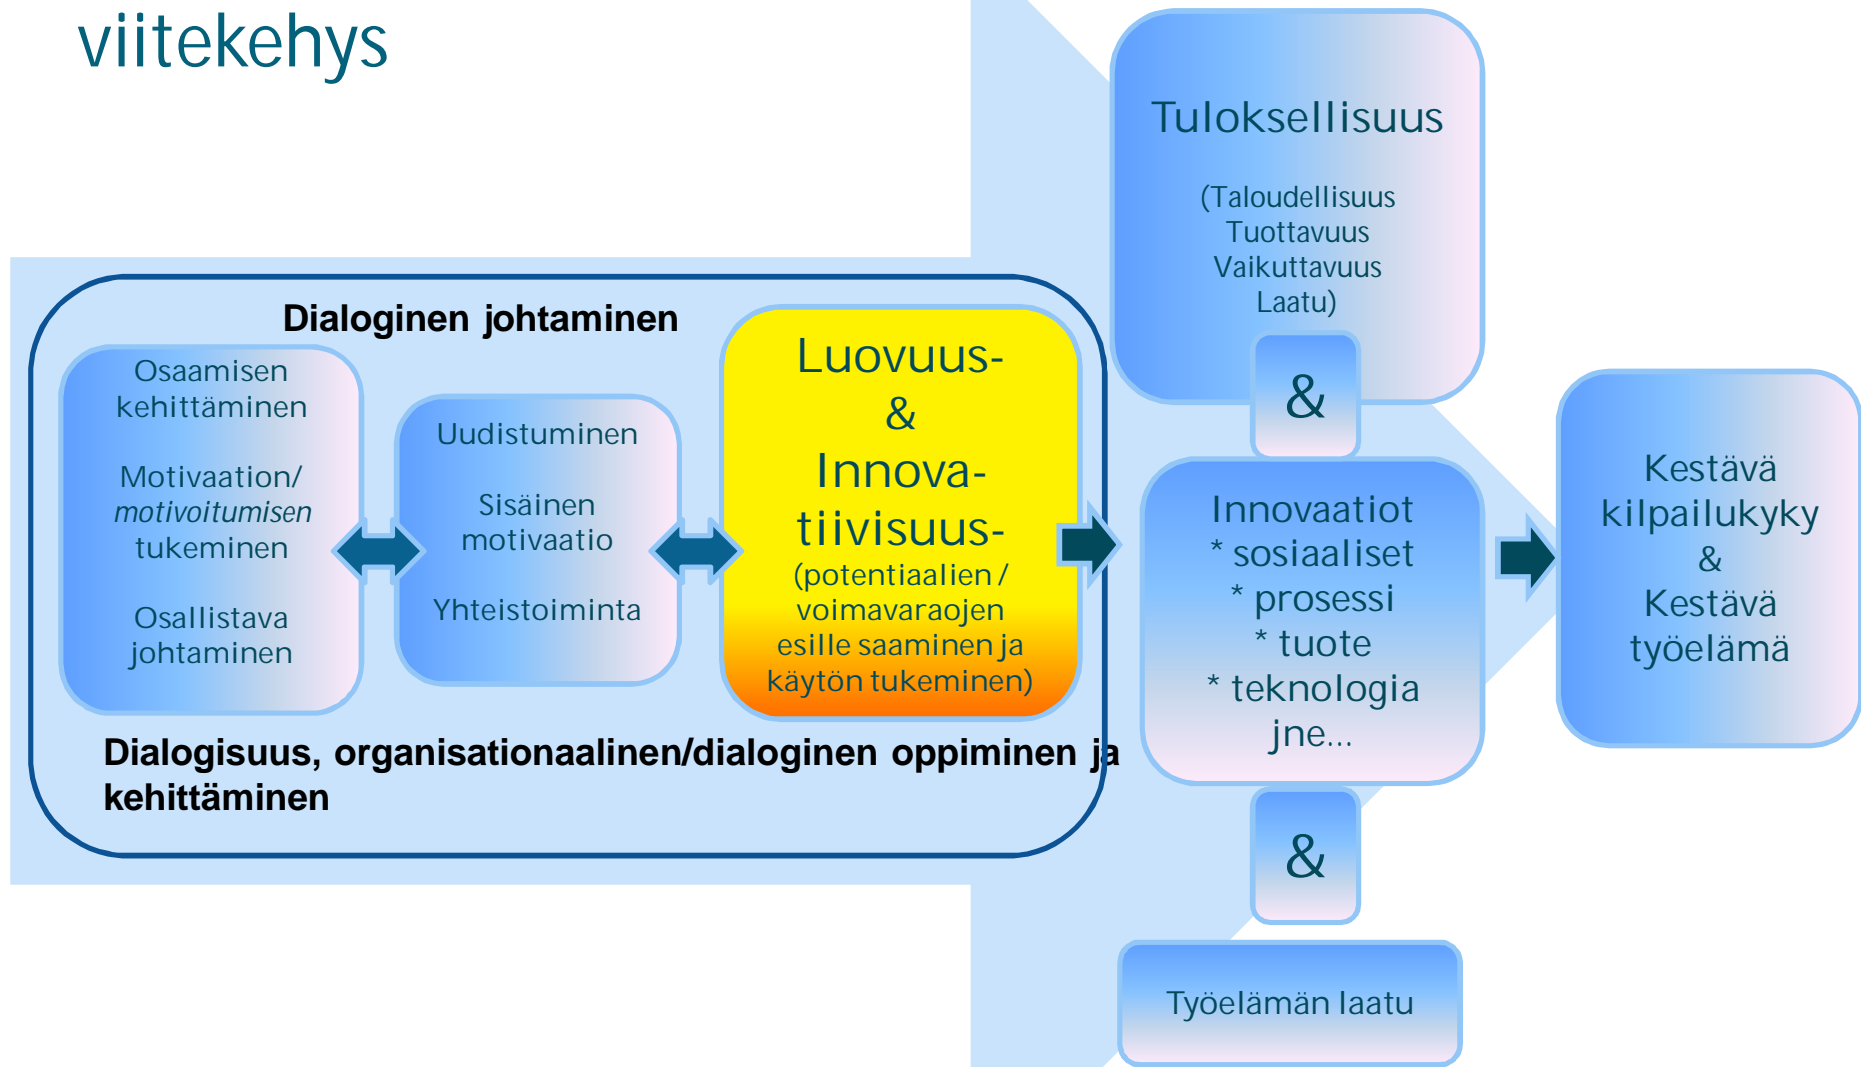 viitekehys
Dialoginen johtaminen
Osaamisen
kehittäminen
Motivaation/
motivoitumisen
tukeminen
Osallistava
johtaminen
Uudistuminen
Sisäinen
motivaatio
Yhteistoiminta
Luovuus-
&
Innova-
tiivisuus-
(potentiaalien /
voimavaraojen
esille saaminen ja
käytön tukeminen)
Dialogisuus, organisationaalinen/dialoginen oppiminen ja
kehittäminen
Tuloksellisuus
(Taloudellisuus
Tuottavuus
Vaikuttavuus
Laatu)
&
Innovaatiot
* sosiaaliset
* prosessi
* tuote
* teknologia
jne...
&
Työelämän laatu
Kestävä
kilpailukyky
&
Kestävä
työelämä